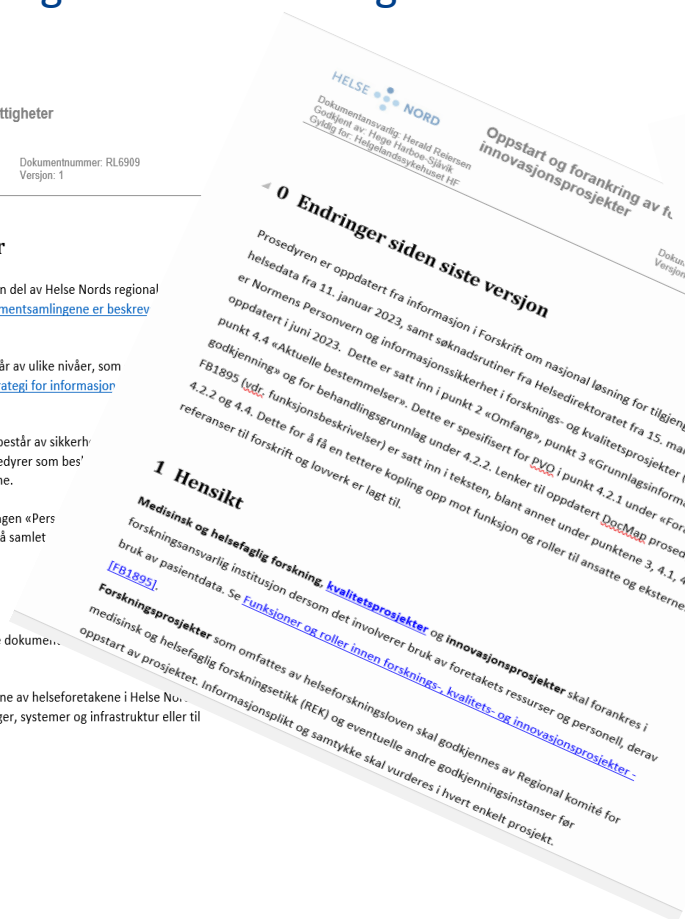 ttigheter
Dokumentnummer: RL6909
Versjon: 1
r
n del av Helse Nords regional
mentsamlingene er beskrev
år av ulike nivåer, som
rategi for informasjon
består av sikkerh
edyrer som bes
ne.
gen «Pers
å samlet
e dokumen
ne av helseforetakene i Helse No
ger, systemer og infrastruktur eller til
HELSE NORD
Dokumentansvarlig: Herald Reiersen
Godkjent av: Hege Harboe-Sjåvik
Gyldig for: Helgelandssykehuset HF
Oppstart og forankring av f
innovasjonsprosjekter
Dokum
Versjon
0 Endringer siden siste versjon
Prosedyren er oppdatert fra informasjon i Forskrift om nasjonal løsning for tilgjeng
helsedata fra 11. januar 2023, samt søknadsrutiner fra Helsedirektoratet fra 15. mar
er Normens Personvern og informasjonssikkerhet i forsknings- og kvalitetsprosjekter (
oppdatert i juni 2023. Dette er satt inn i punkt 2 «Omfang», punkt 3 «Grunnlagsinforma
punkt 4.4 «Aktuelle bestemmelser». Dette er spesifisert for PVO i punkt 4.2.1 under «For
godkjenning» og for behandlingsgrunnlag under 4.2.2. Lenker til oppdatert DocMap prosed
FB1895 (vdr. funksjonsbeskrivelser) er satt inn i teksten, blant annet under punktene 3, 4.1, 4
4.2.2 og 4.4. Dette for å få en tettere kopling opp mot funksjon og roller til ansatte og eksterne
referanser til forskrift og lovverk er lagt til.
1 Hensikt
Medisinsk og helsefaglig forskning, kvalitetsprosjekter og innovasjonsprosjekter skal forankres i
forskningsansvarlig institusjon dersom det involverer bruk av foretakets ressurser og personell, derav
bruk av pasientdata. Se Funksjoner og roller innen forsknings-, kvalitets- og innovasjonsprosjekter -
[FB1895].
Forskningsprosjekter som omfattes av helseforskningsloven skal godkjennes av Regional komité for
medisinsk og helsefaglig forskningsetikk (REK) og eventuelle andre godkjenningsinstanser før
oppstart av prosjektet. Informasjonsplikt og samtykke skal vurderes i hvert enkelt prosjekt.